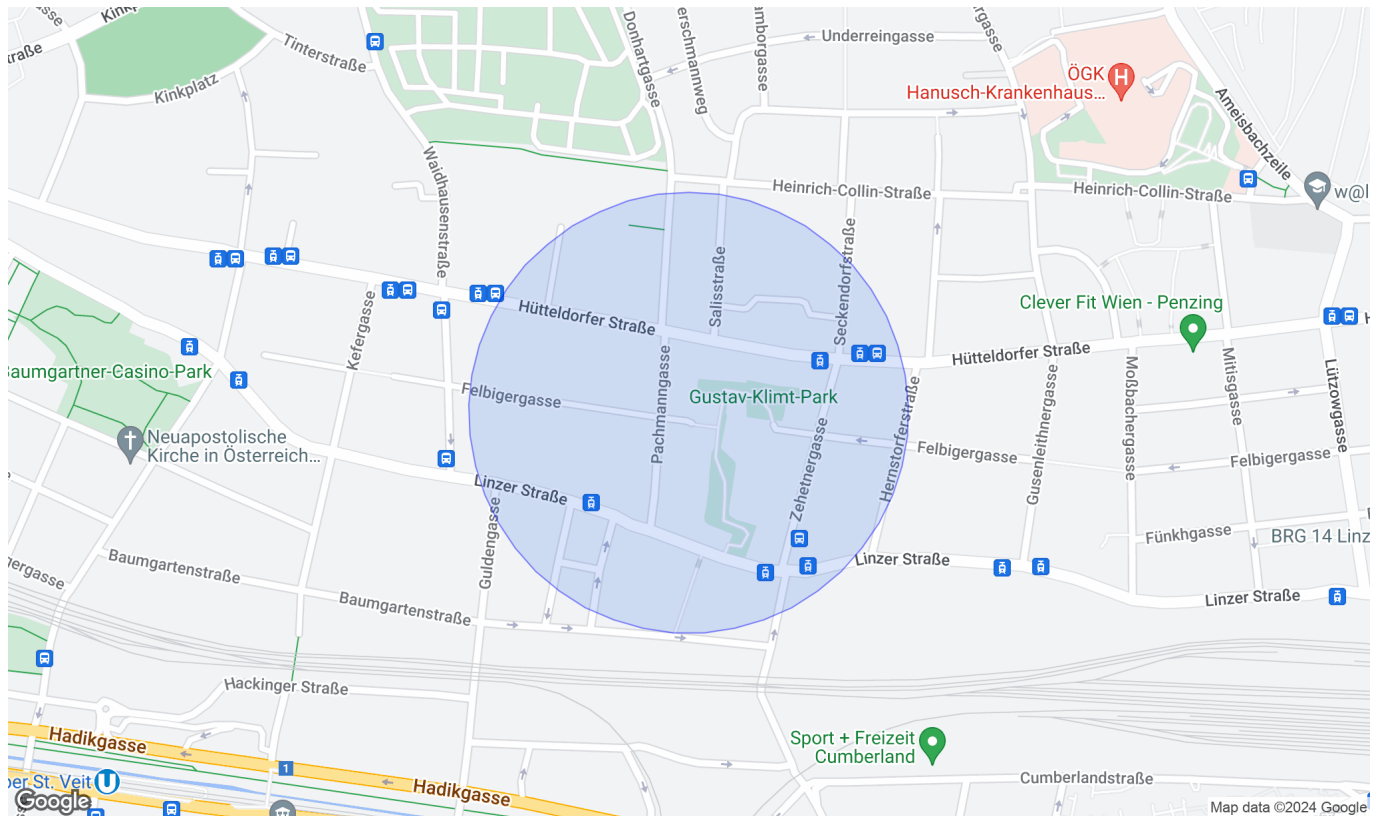 Kinkplatz
Tinterstraße
Donhartgasse
Underreingasse
ÖGK
Hanusch-Krankenhaus…
H
Ameisbachzeile
Waidhausenstraße
Heinrich-Collin-Straße
Heinrich-Collin-Straße
w@l
Salisstraße
Seckendorfstraße
Clever Fit Wien - Penzing
Kefergasse
Hütteldorfer Straße
Hütteldorfer Straße
Baumgartner-Casino-Park
Moßbachergasse
Mitisgasse
Lützowgasse
Felbigergasse
Pachmanngasse
Gustav-Klimt-Park
Gusenleithnergasse
Neuapostolische
Kirche in Österreich…
Zehetnergasse
Hernstorferstraße
Felbigergasse
Felbigergasse
Linzer Straße
Guldengasse
Fünkhgasse
BRG 14 Linz
Baumgartenstraße
Linzer Straße
Baumgartenstraße
Linzer Straße
Hackinger Straße
Hadikgasse
Sport + Freizeit
Cumberland
1
Hadikgasse
Cumberlandstraße
St. Veit
U
Google
Map data ©2024 Google